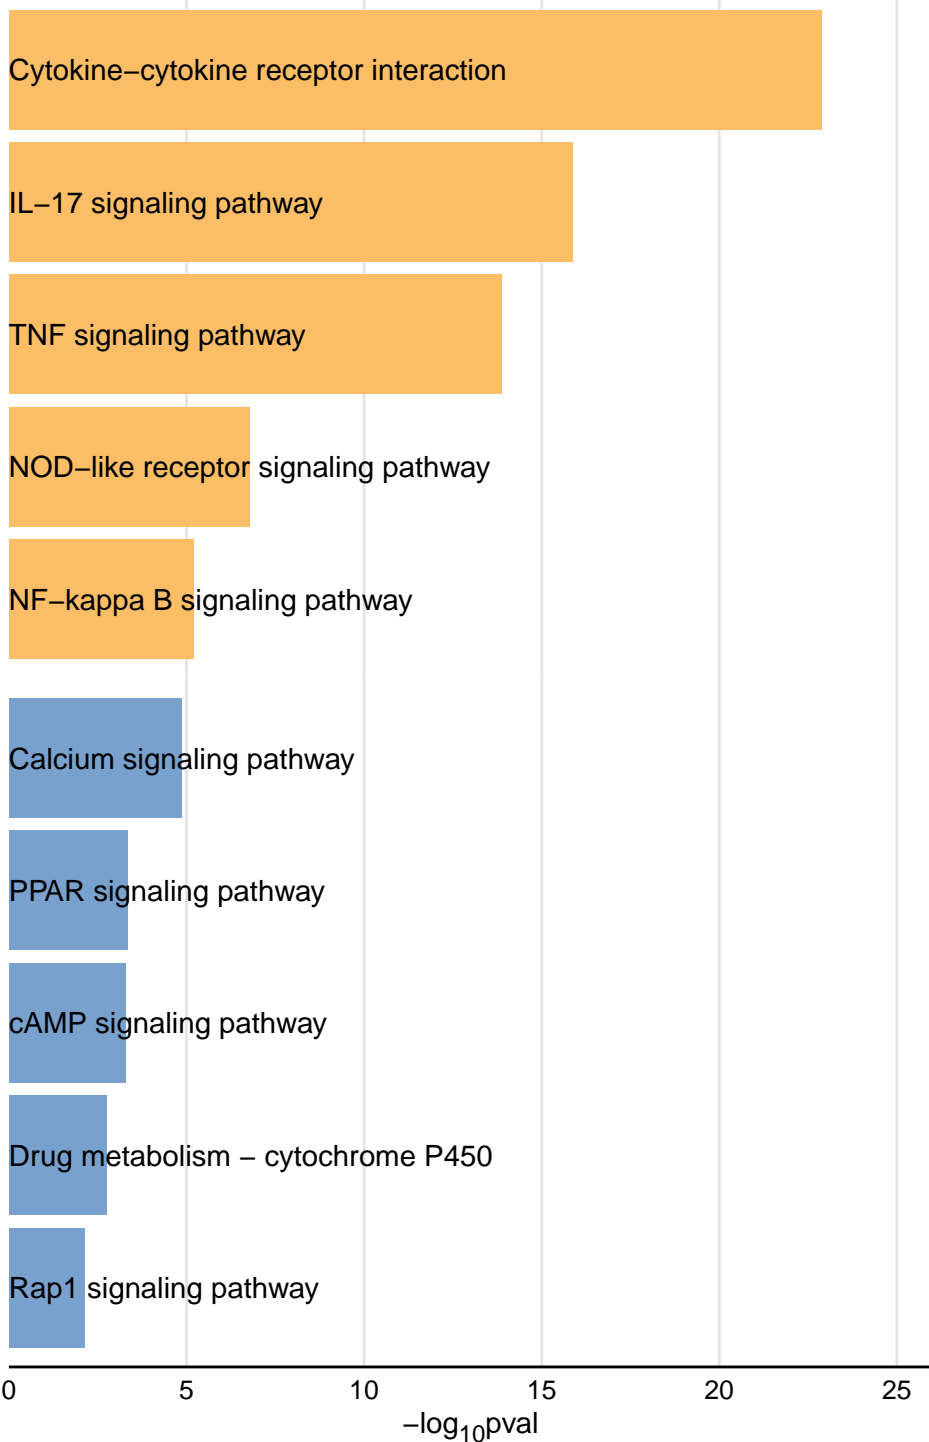 Cytokine−cytokine receptor interaction
IL−17 signaling pathway
TNF signaling pathway
NOD−like receptor signaling pathway
NF−kappa B signaling pathway
Calcium signaling pathway
PPAR signaling pathway
cAMP signaling pathway
Drug metabolism − cytochrome P450
Rap1 signaling pathway
0 5 10 15 20 25
−log₁₀pval